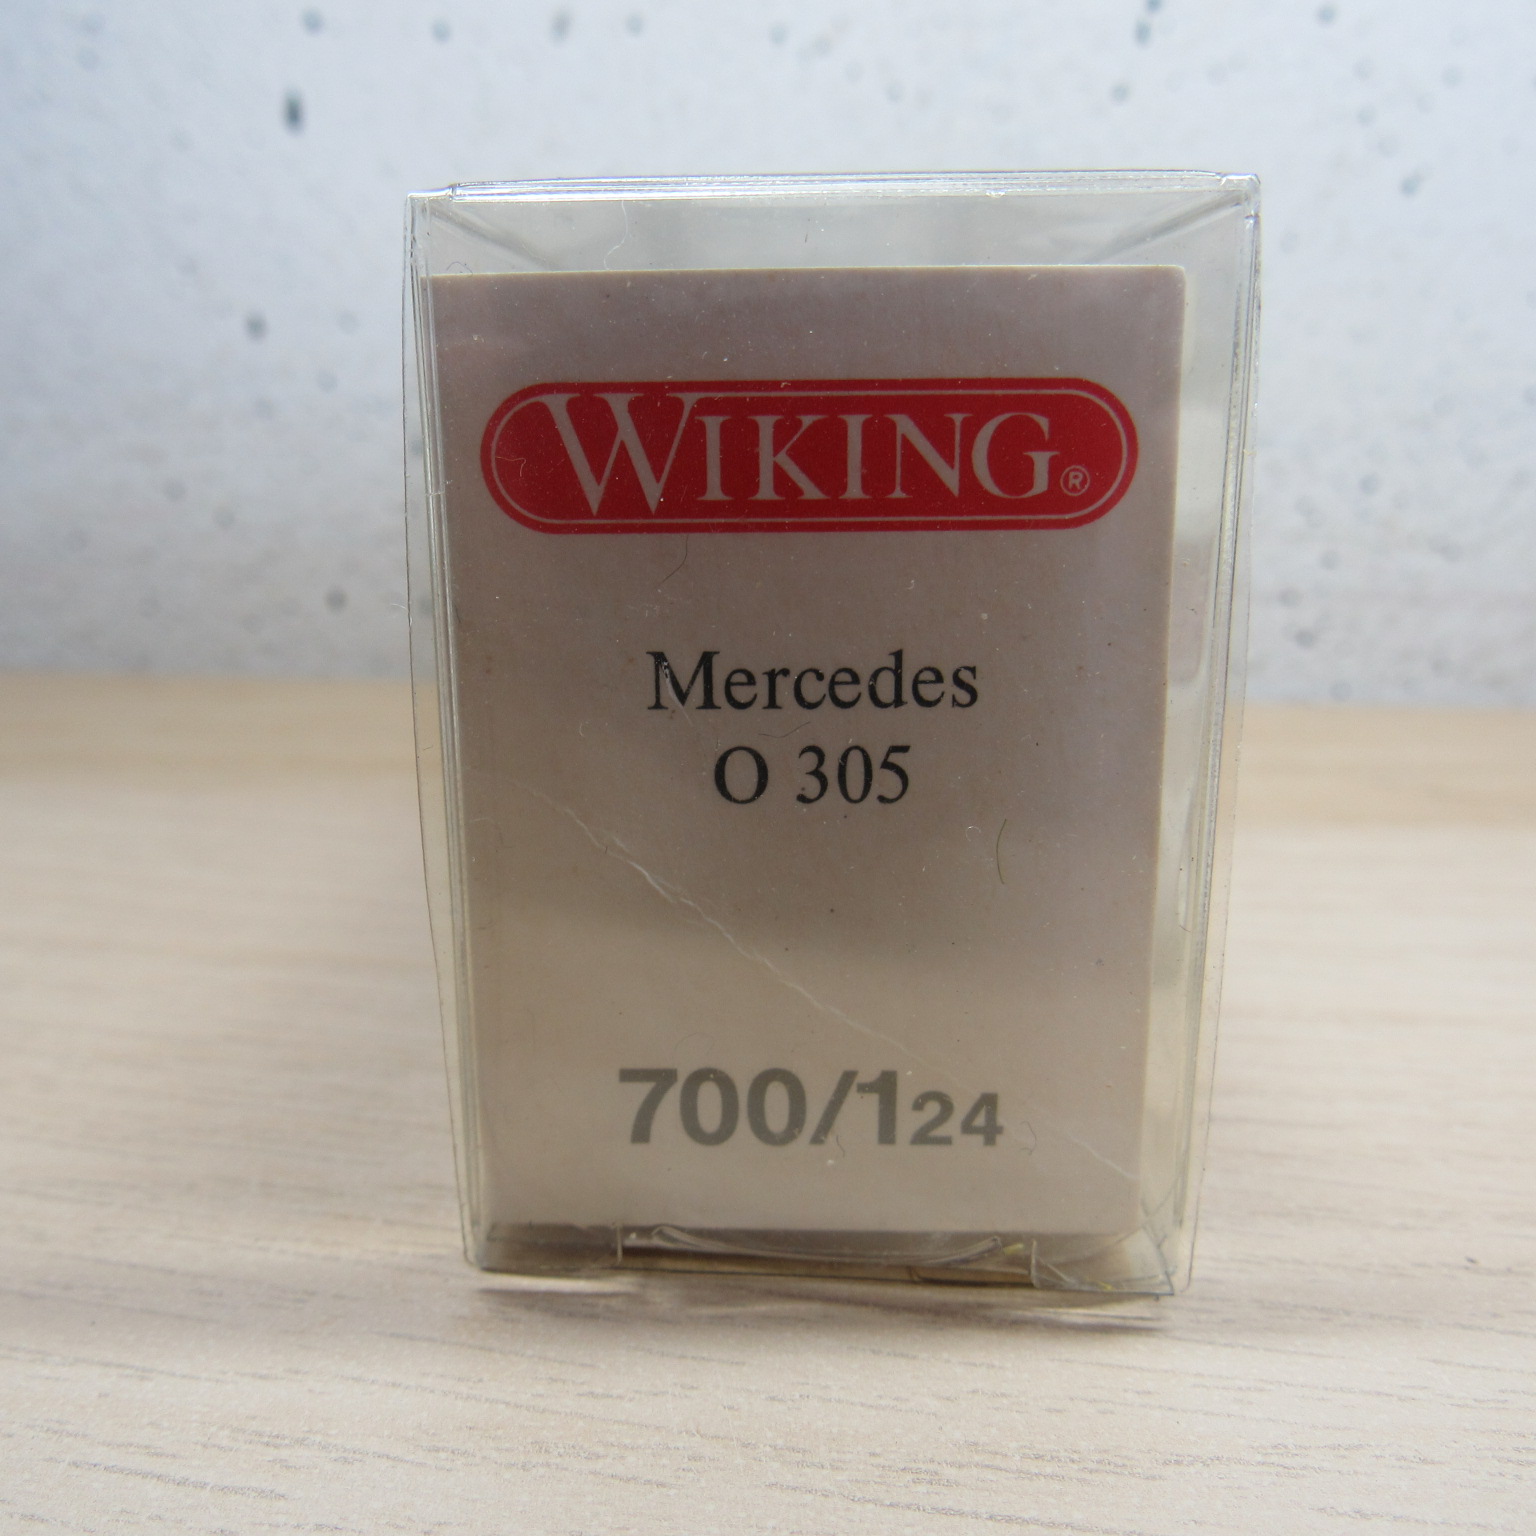 WIKING®
Mercedes
O 305
700/124